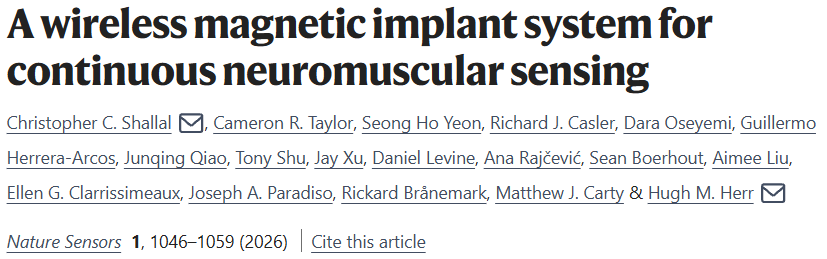 A wireless magnetic implant system for
continuous neuromuscular sensing
Christopher C. Shallal, Cameron R. Taylor, Seong Ho Yeon, Richard J. Casler, Dara Oseyemi, Guillermo
Herrera-Arcos, Junqing Qiao, Tony Shu, Jay Xu, Daniel Levine, Ana Rajčević, Sean Boerhout, Aimee Liu,
Ellen G. Clarrissimeaux, Joseph A. Paradiso, Rickard Brånemark, Matthew J. Carty & Hugh M. Herr
Nature Sensors 1, 1046–1059 (2026) Cite this article